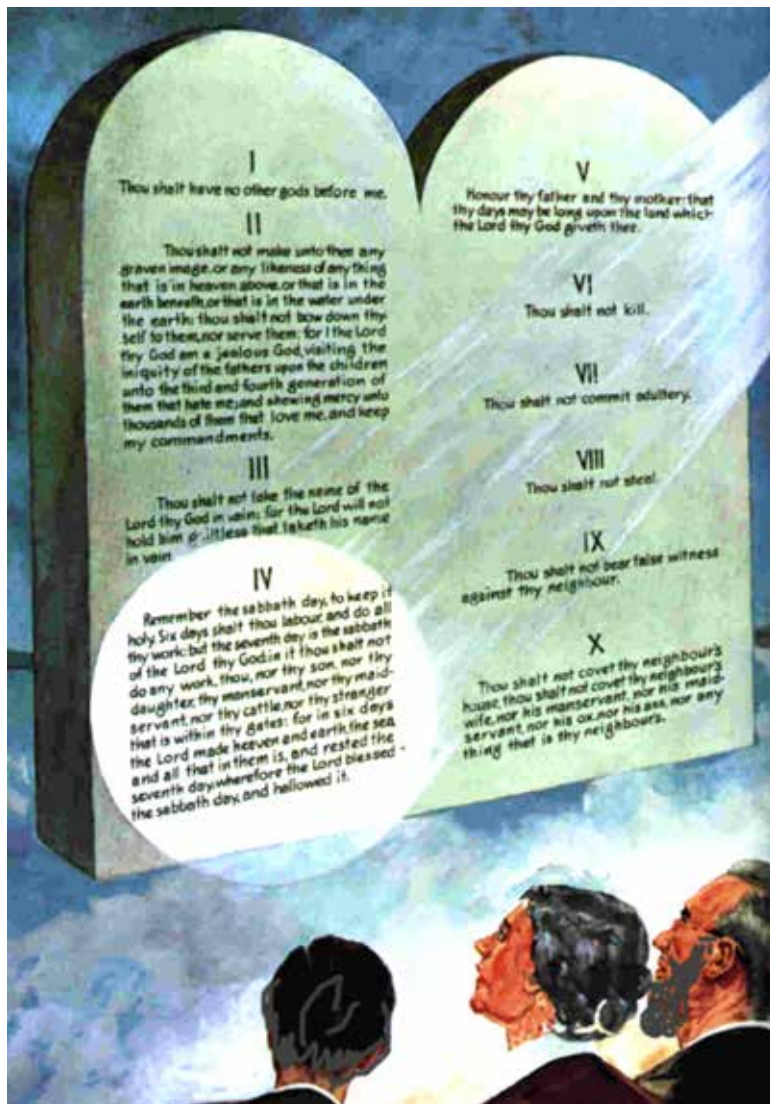 I
Thou shalt have no other gods before me.
II
Thou shalt not make unto thee any
graven image, or any likeness of any thing
that is in heaven above, or that is in the
earth beneath, or that is in the water under
the earth: thou shalt not bow down thy
self to them, nor serve them: for I the Lord
thy God am a jealous God, visiting the
iniquity of the fathers upon the children
unto the third and fourth generation of
them that hate me; and shewing mercy unto
thousands of them that love me, and keep
my commandments.
III
Thou shalt not take the name of the
Lord thy God in vain: for the Lord will not
hold him guiltless that taketh his name
in vain
IV
Remember the sabbath day, to keep it
holy. Six days shalt thou labour, and do all
thy work: but the seventh day is the sabbath
of the Lord thy God: in it thou shalt not
do any work, thou, nor thy son, nor thy
daughter, thy manservant, nor thy maid-
servant, nor thy cattle, nor thy stranger
that is within thy gates: for in six days
the Lord made heaven and earth, the sea,
and all that in them is, and rested the
seventh day: wherefore the Lord blessed
the sabbath day, and hallowed it.
V
Honour thy father and thy mother: that
thy days may be long upon the land which
the Lord thy God giveth thee.
VI
Thou shalt not kill.
VII
Thou shalt not commit adultery.
VIII
Thou shalt not steal.
IX
Thou shalt not bear false witness
against thy neighbour.
X
Thou shalt not covet thy neighbour's
house, thou shalt not covet thy neighbour's
wife, nor his manservant, nor his maid-
servant, nor his ox, nor his ass, nor any
thing that is thy neighbour's.